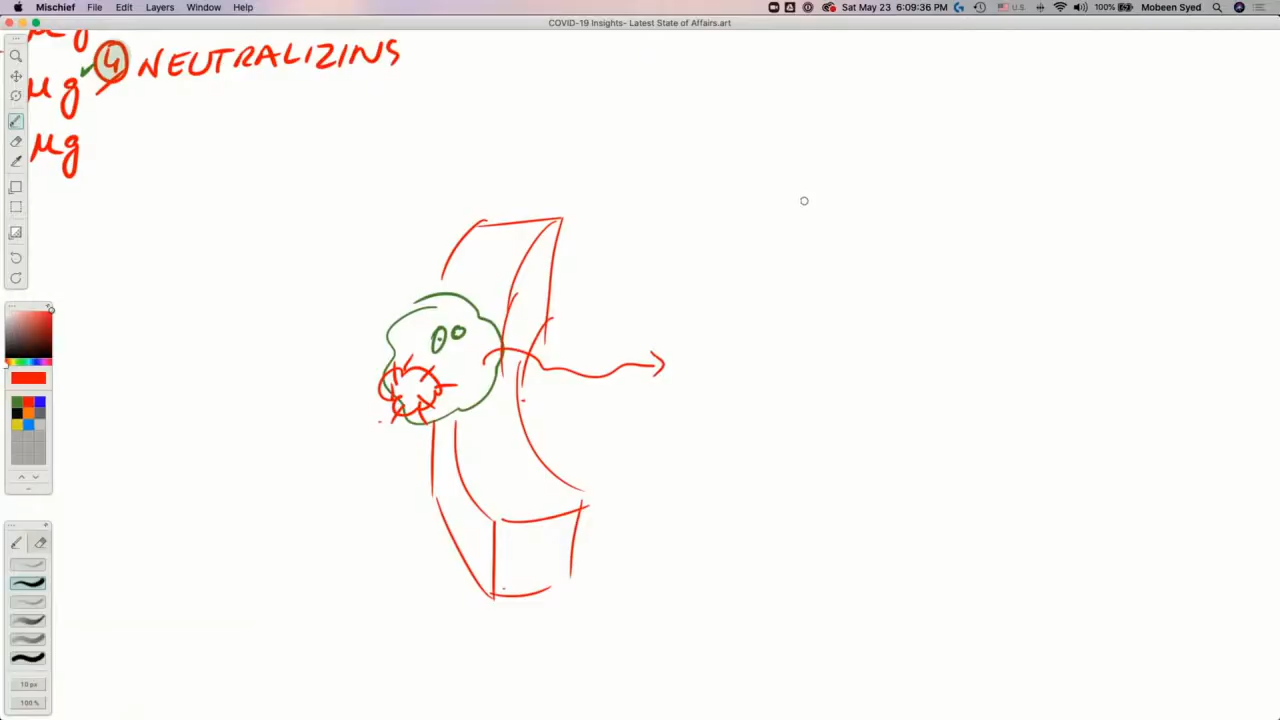 Mischief File Edit Layers Window Help U.S. 100% Sat May 23 6:09:36 PM Mobeen Syed
COVID-19 Insights- Latest State of Affairs.art
μg
4 NEUTRALIZINS
μg
μg
10 px
100 %